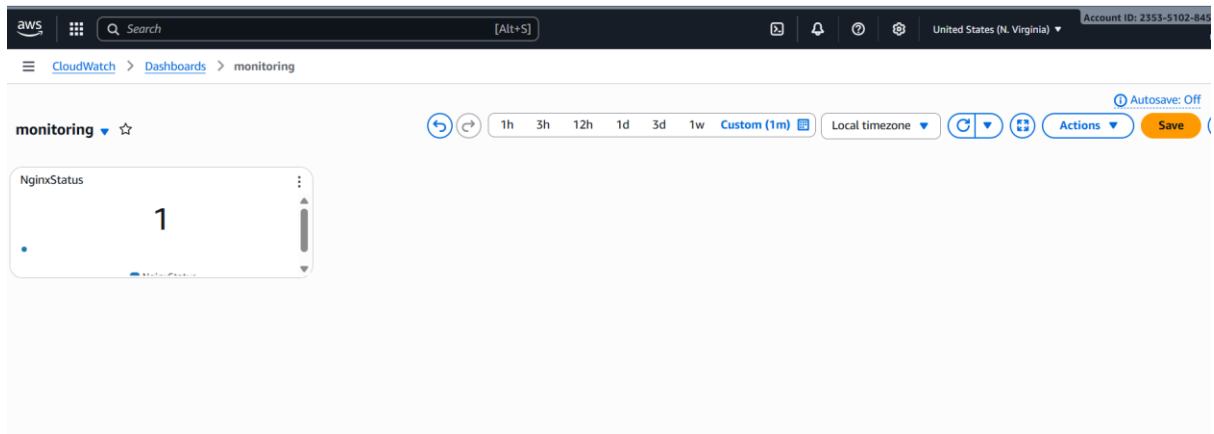 aws Search [Alt+S] United States (N. Virginia) Account ID: 2353-5102-845
CloudWatch > Dashboards > monitoring
Autosave: Off
monitoring 1h 3h 12h 1d 3d 1w Custom (1m) Local timezone Actions Save
NginxStatus
1
NginxStatus